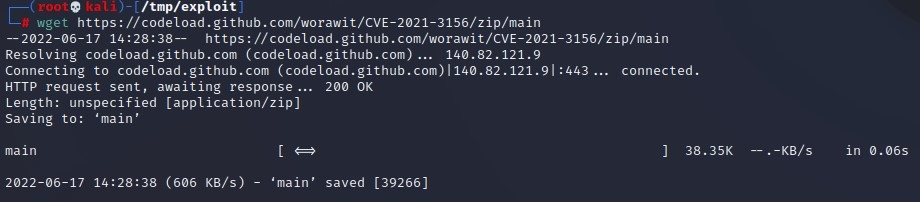 ┌──(root💀kali)-[/tmp/exploit]
└─# wget https://codeload.github.com/worawit/CVE-2021-3156/zip/main
--2022-06-17 14:28:38--  https://codeload.github.com/worawit/CVE-2021-3156/zip/main
Resolving codeload.github.com (codeload.github.com)... 140.82.121.9
Connecting to codeload.github.com (codeload.github.com)|140.82.121.9|:443... connected.
HTTP request sent, awaiting response... 200 OK
Length: unspecified [application/zip]
Saving to: ‘main’
main [ <=> ] 38.35K --.-KB/s in 0.06s
2022-06-17 14:28:38 (606 KB/s) - ‘main’ saved [39266]